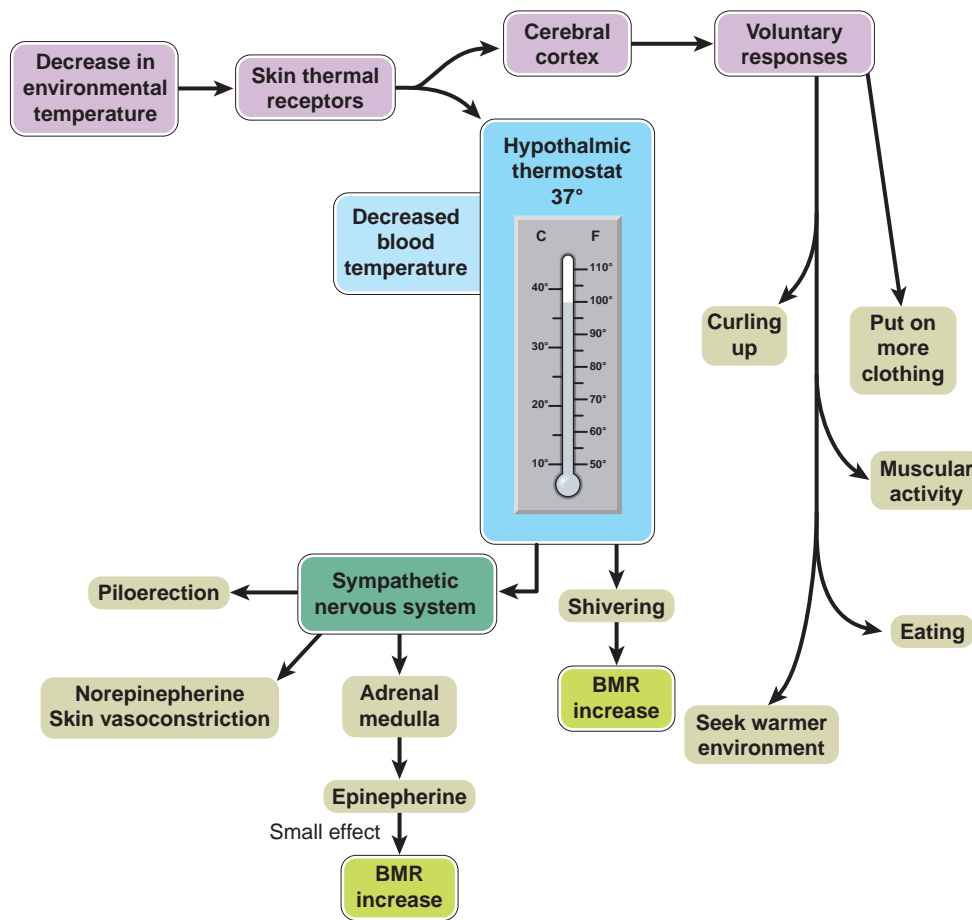 Decrease in
environmental
temperature
Skin thermal
receptors
Cerebral
cortex
Voluntary
responses
Hypothalmic
thermostat
37°
Decreased
blood
temperature
C F
110°
40°
100°
90°
30°
80°
70°
20°
60°
10°
50°
Curling
up
Put on
more
clothing
Muscular
activity
Eating
Seek warmer
environment
Sympathetic
nervous system
Piloerection
Norepinepherine
Skin vasoconstriction
Adrenal
medulla
Epinepherine
Small effect
BMR
increase
Shivering
BMR
increase